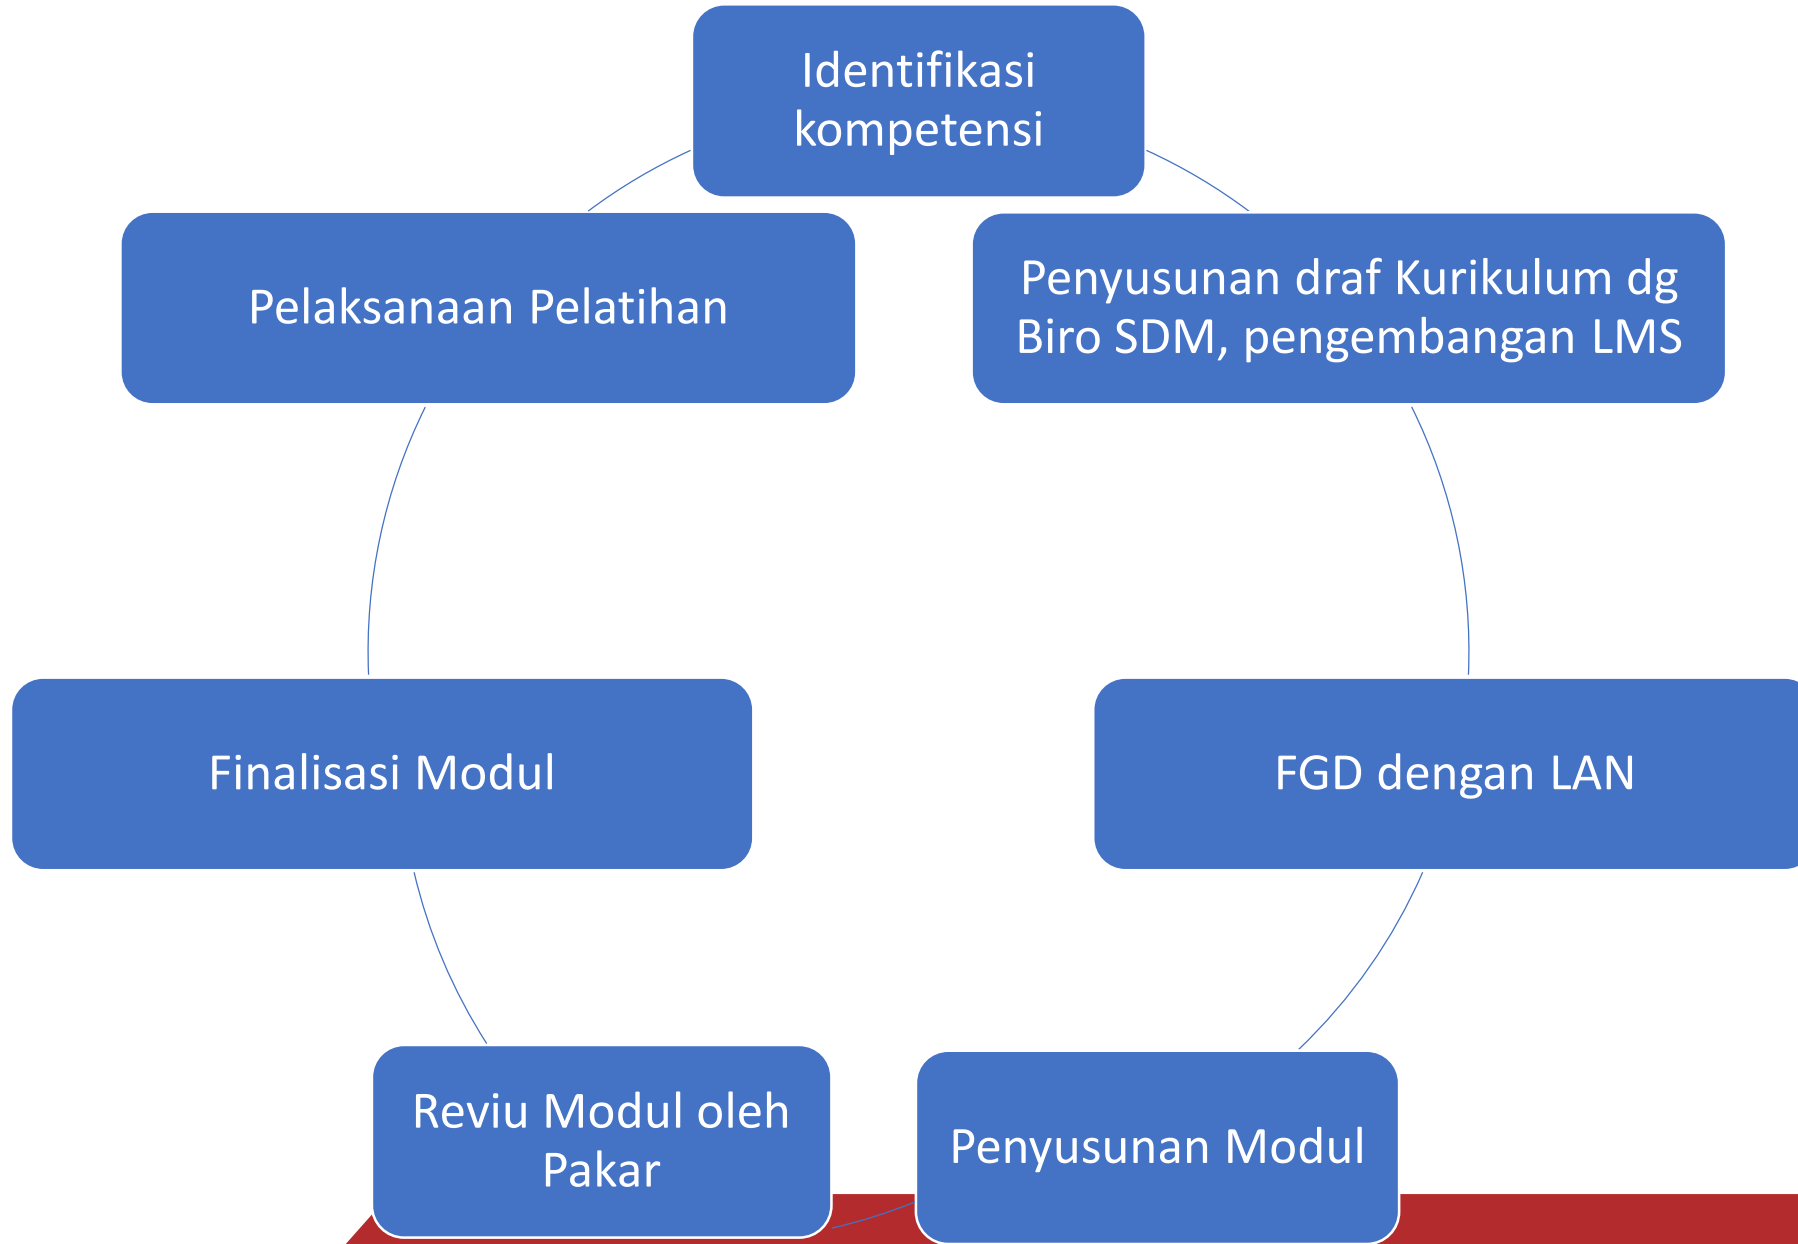 Identifikasi
kompetensi
Penyusunan draf Kurikulum dg
Biro SDM, pengembangan LMS
FGD dengan LAN
Penyusunan Modul
Reviu Modul oleh
Pakar
Finalisasi Modul
Pelaksanaan Pelatihan